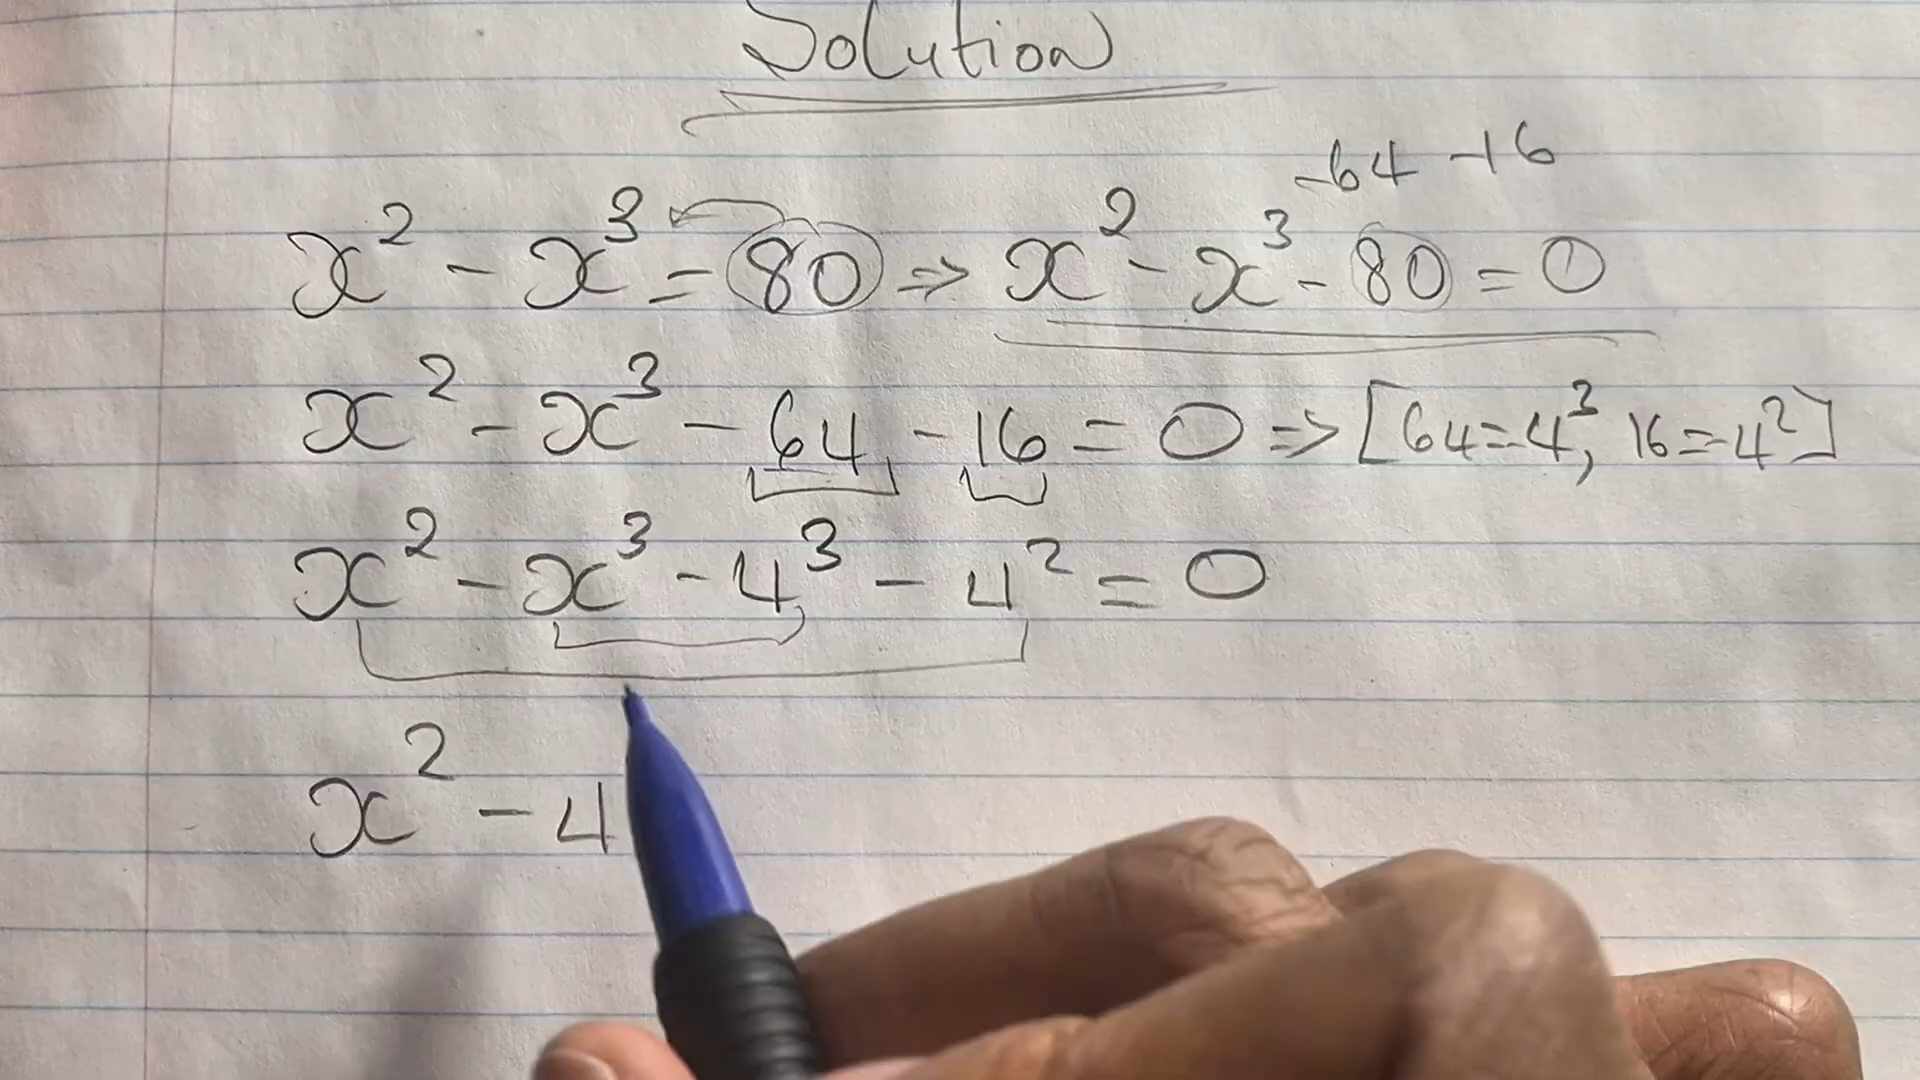 Solution
-64 -16
x² - x³ = 80 => x² - x³ - 80 = 0
x² - x³ - 64 - 16 = 0 => [64=4³, 16=4²]
x² - x³ - 4³ - 4² = 0
x² - 4